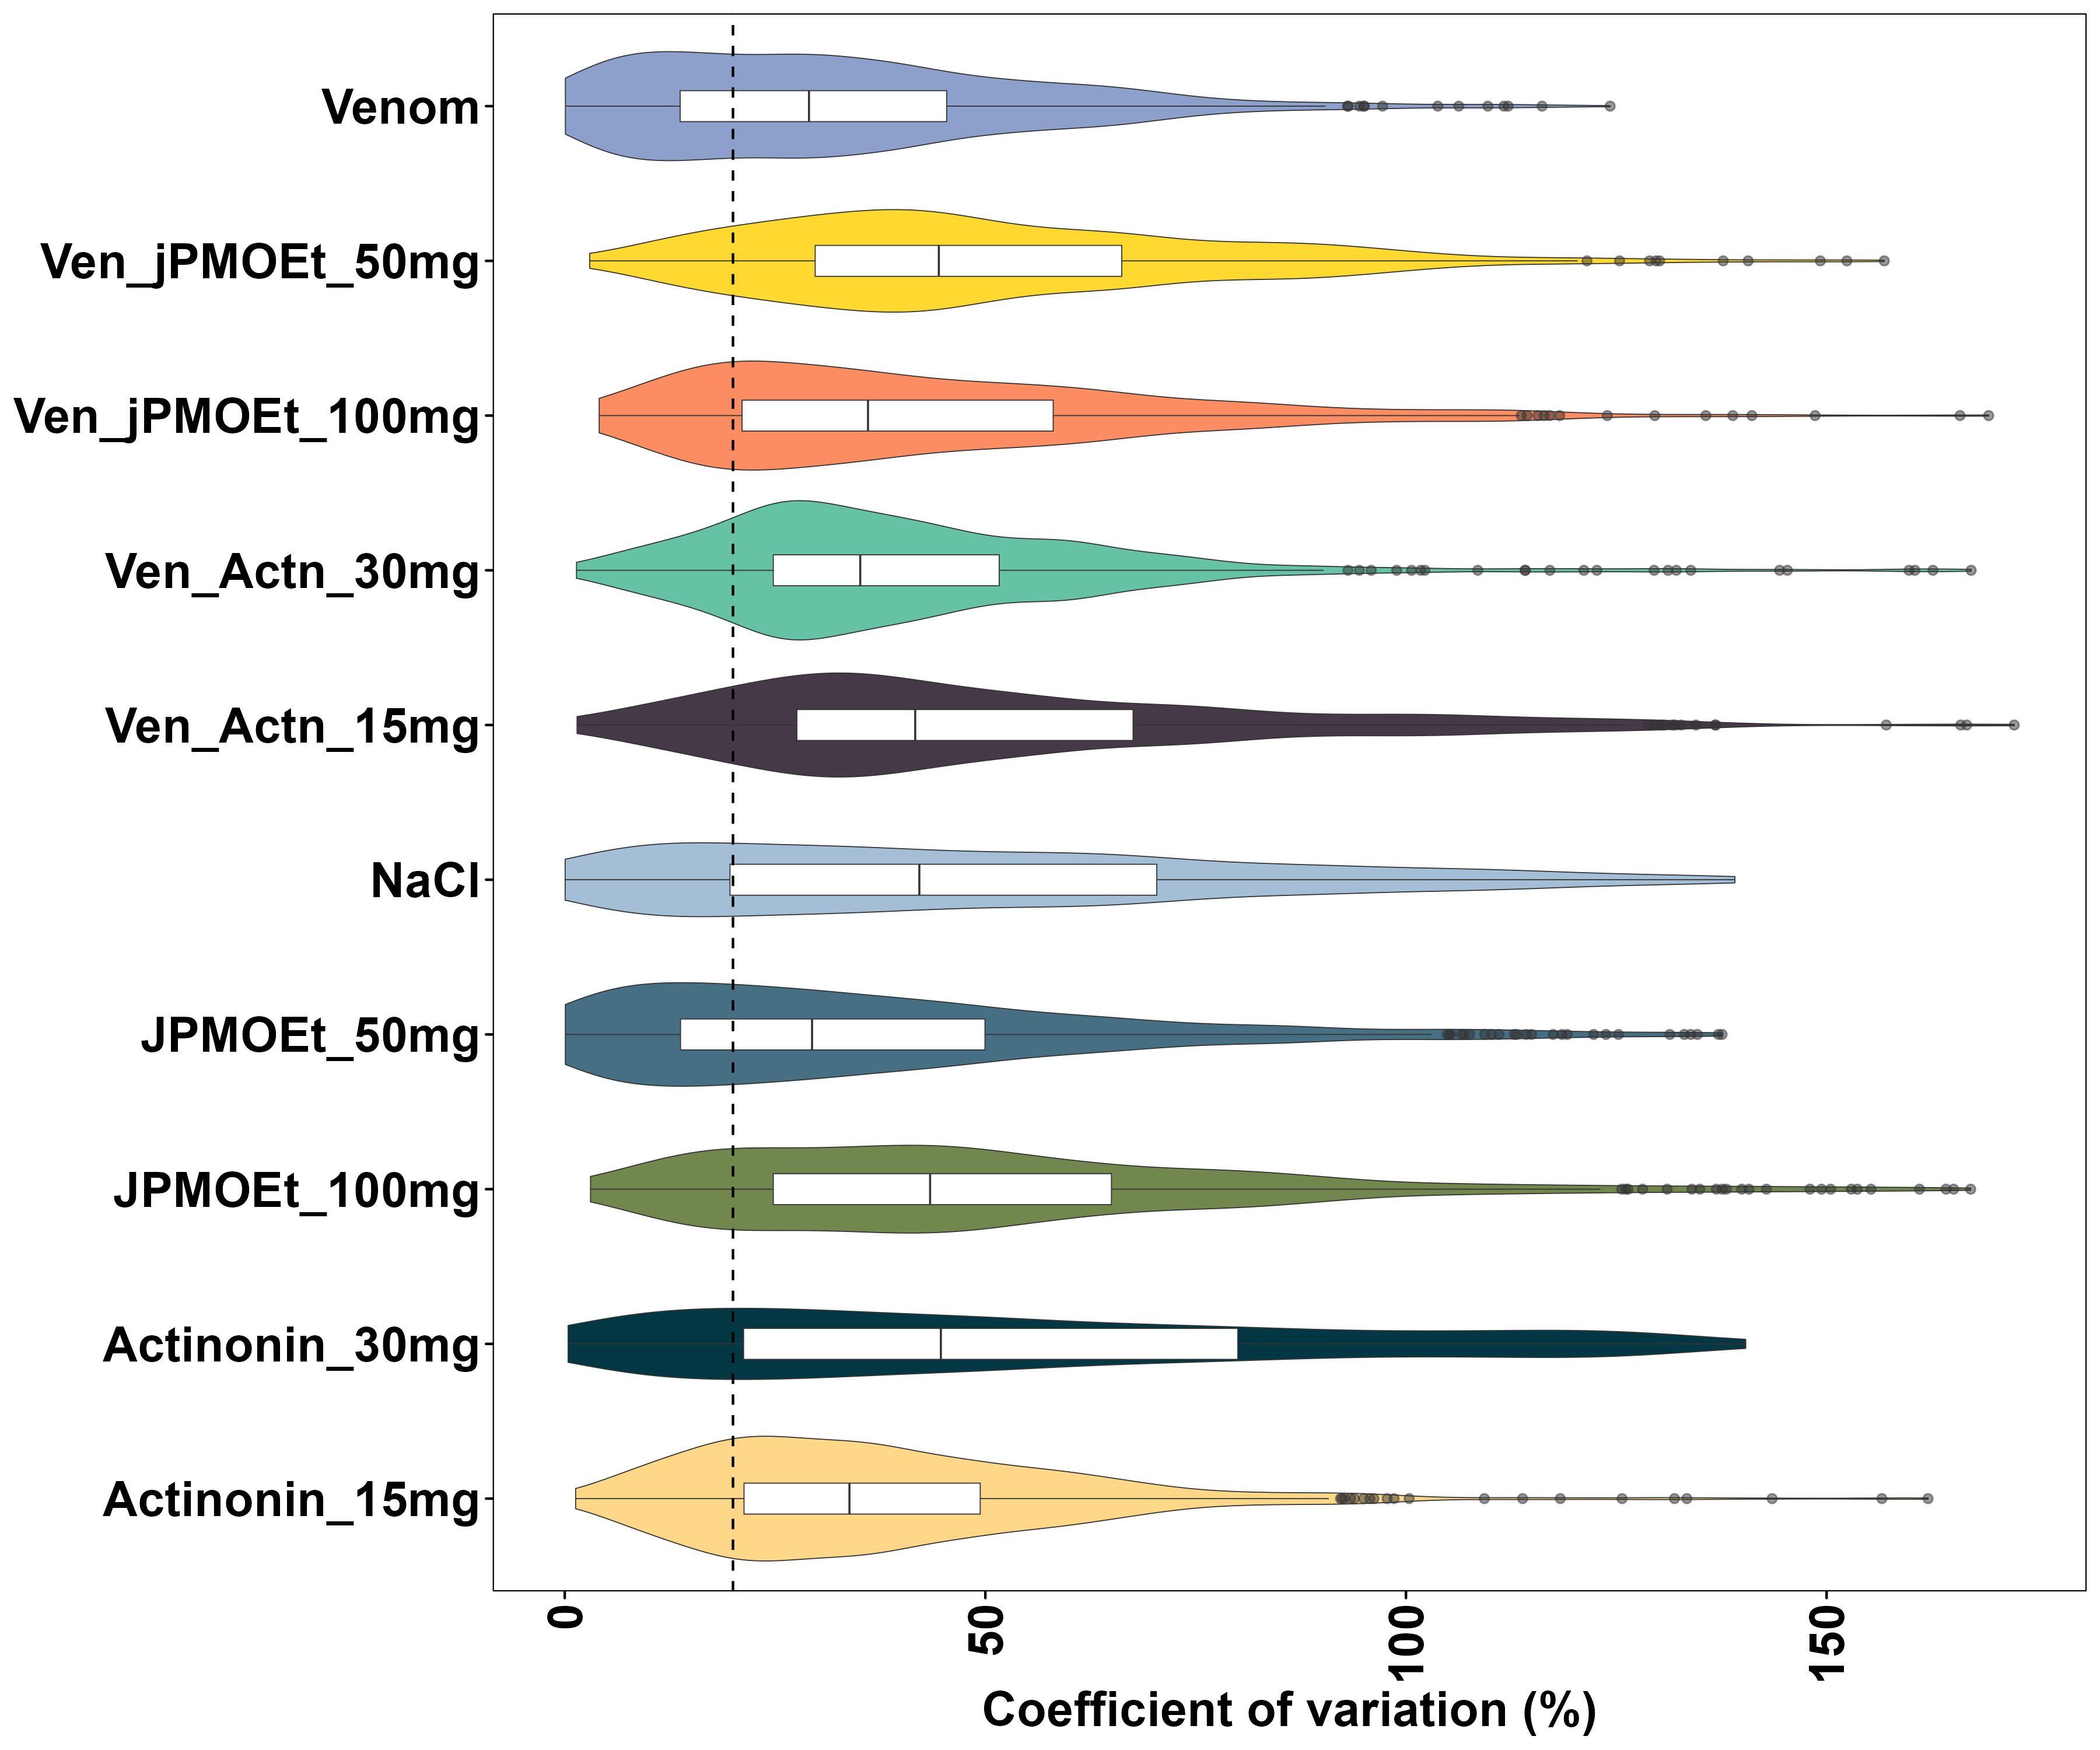 Venom
Ven_jPMOEt_50mg
Ven_jPMOEt_100mg
Ven_Actn_30mg
Ven_Actn_15mg
NaCl
JPMOEt_50mg
JPMOEt_100mg
Actinonin_30mg
Actinonin_15mg
0
50
100
150
Coefficient of variation (%)